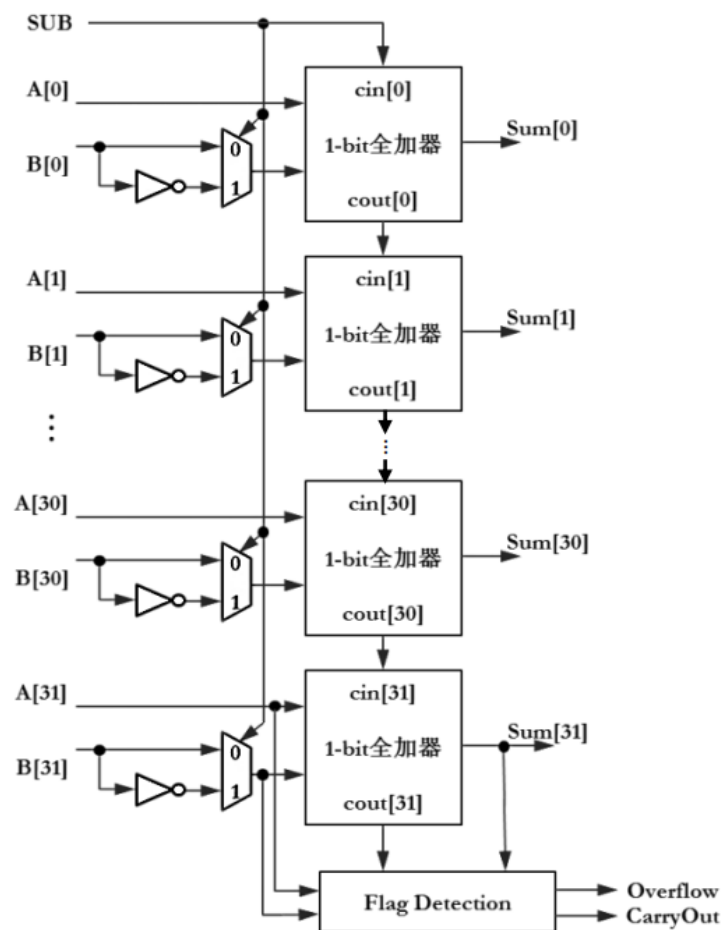 SUB
A[0]
cin[0]
B[0]
0
1
1-bit全加器
Sum[0]
cout[0]
A[1]
cin[1]
B[1]
0
1
1-bit全加器
Sum[1]
cout[1]
⋮
A[30]
cin[30]
B[30]
0
1
1-bit全加器
Sum[30]
cout[30]
A[31]
cin[31]
B[31]
0
1
1-bit全加器
Sum[31]
cout[31]
Flag Detection
Overflow
CarryOut